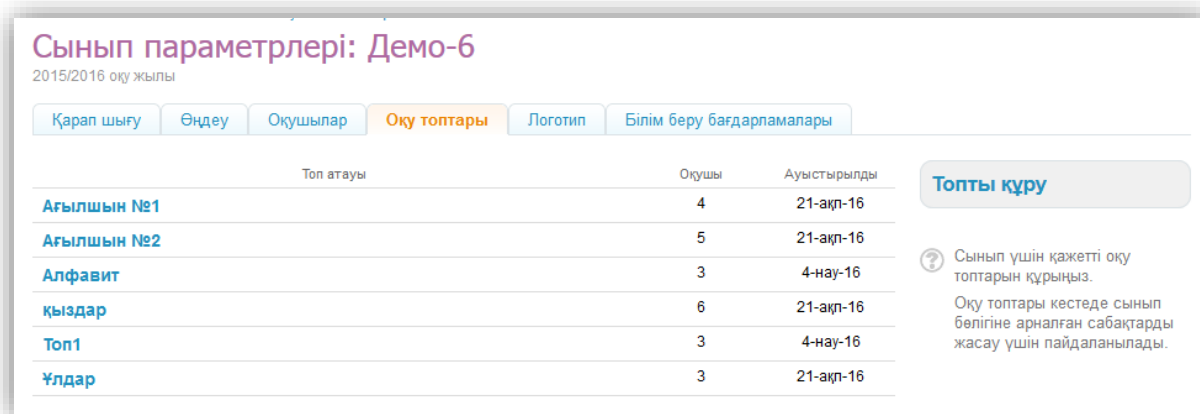 Сынып параметрлері: Демо-6
2015/2016 оқу жылы
Қарап шығу Өңдеу Оқушылар Оқу топтары Логотип Білім беру бағдарламалары
Топ атауы Оқушы Ауыстырылды
Ағылшын №1 4 21-ақп-16
Ағылшын №2 5 21-ақп-16
Алфавит 3 4-нау-16
қыздар 6 21-ақп-16
Топ1 3 4-нау-16
Ұлдар 3 21-ақп-16
Топты құру
Сынып үшін қажетті оқу
топтарын құрыңыз.
Оқу топтары кестеде сынып
бөлігіне арналған сабақтарды
жасау үшін пайдаланылады.